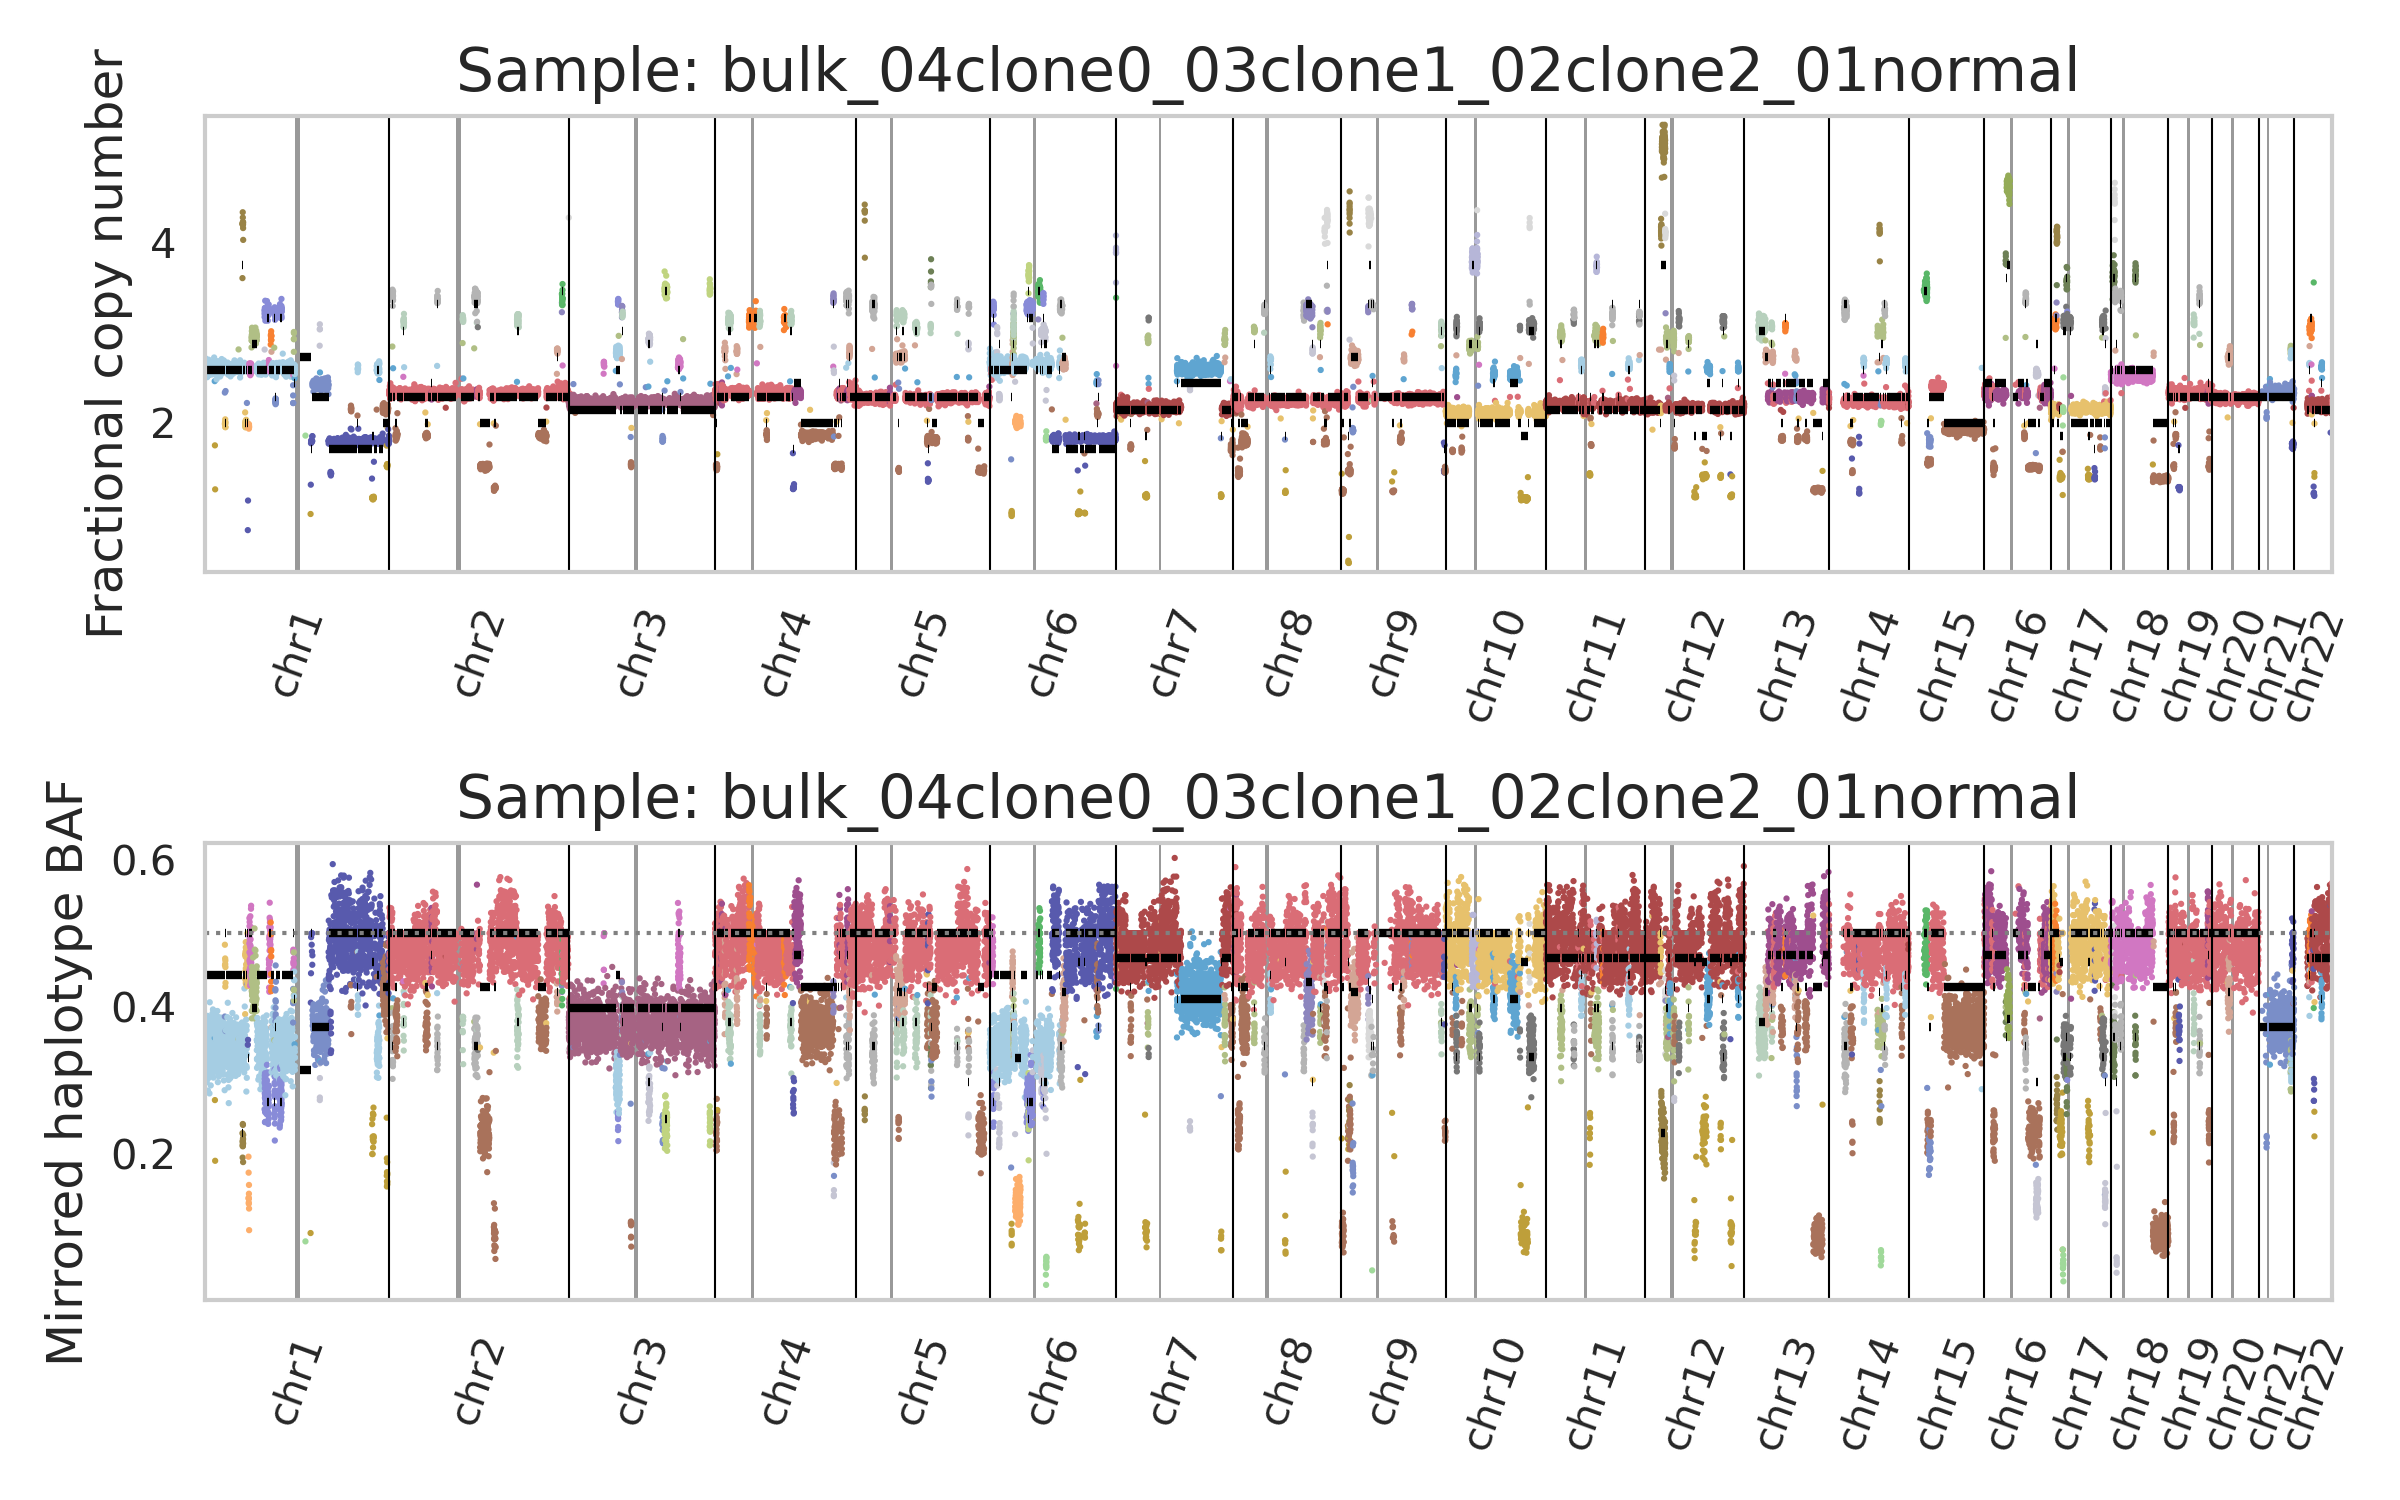 Sample: bulk_04clone0_03clone1_02clone2_01normal
Fractional copy number
4
2
chr1
chr2
chr3
chr4
chr5
chr6
chr7
chr8
chr9
chr10
chr11
chr12
chr13
chr14
chr15
chr16
chr17
chr18
chr19
chr20
chr21
chr22
Sample: bulk_04clone0_03clone1_02clone2_01normal
Mirrored haplotype BAF
0.6
0.4
0.2
chr1
chr2
chr3
chr4
chr5
chr6
chr7
chr8
chr9
chr10
chr11
chr12
chr13
chr14
chr15
chr16
chr17
chr18
chr19
chr20
chr21
chr22